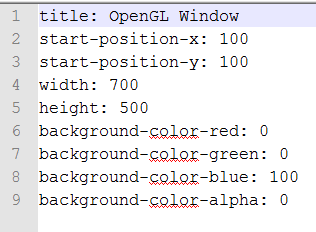 1 title: OpenGL Window
2 start-position-x: 100
3 start-position-y: 100
4 width: 700
5 height: 500
6 background-color-red: 0
7 background-color-green: 0
8 background-color-blue: 100
9 background-color-alpha: 0